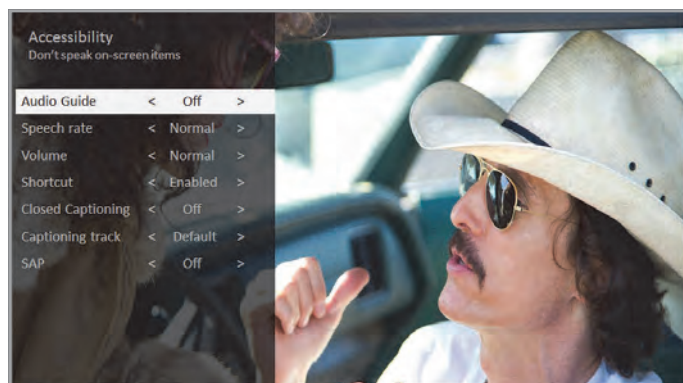 Accessibility
Don't speak on-screen items
Audio Guide < Off >
Speech rate < Normal >
Volume < Normal >
Shortcut < Enabled >
Closed Captioning < Off >
Captioning track < Default >
SAP < Off >